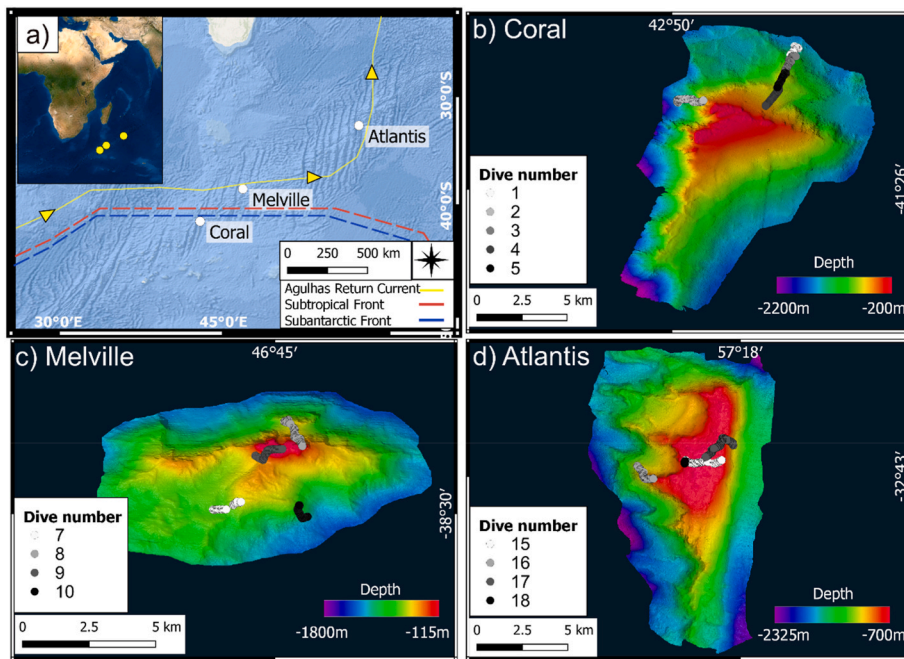 a)
Atlantis
Melville
Coral
30°0′S
40°0′S
0 250 500 km
Agulhas Return Current
Subtropical Front
Subantarctic Front
30°0′E 45°0′E
b) Coral
42°50′
-41°26′
Dive number
1
2
3
4
5
0 2.5 5 km
Depth
-2200m -200m
c) Melville
46°45′
-38°30′
Dive number
7
8
9
10
0 2.5 5 km
Depth
-1800m -115m
d) Atlantis
57°18′
-32°43′
Dive number
15
16
17
18
0 2.5 5 km
Depth
-2325m -700m